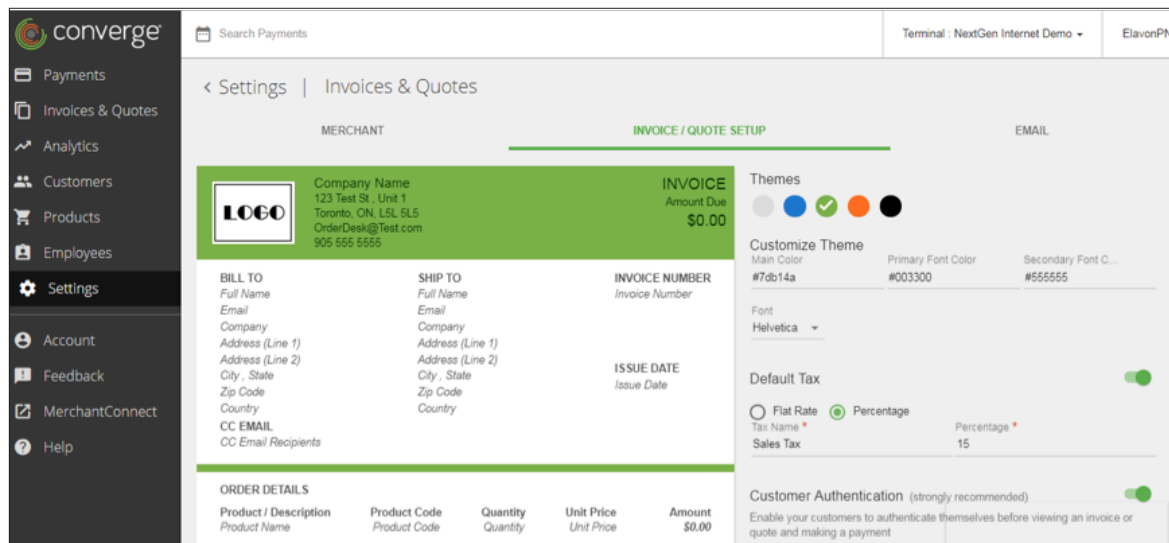 converge
Search Payments
Terminal : NextGen Internet Demo
ElavonPN
Payments
Invoices & Quotes
Analytics
Customers
Products
Employees
Settings
Account
Feedback
MerchantConnect
Help
< Settings | Invoices & Quotes
MERCHANT
INVOICE / QUOTE SETUP
EMAIL
LOGO
Company Name
123 Test St , Unit 1
Toronto, ON, L5L 5L5
OrderDesk@Test.com
905 555 5555
INVOICE
Amount Due
$0.00
BILL TO
Full Name
Email
Company
Address (Line 1)
Address (Line 2)
City , State
Zip Code
Country
CC EMAIL
CC Email Recipients
SHIP TO
Full Name
Email
Company
Address (Line 1)
Address (Line 2)
City , State
Zip Code
Country
INVOICE NUMBER
Invoice Number
ISSUE DATE
Issue Date
ORDER DETAILS
Product / Description Product Code Quantity Unit Price Amount
Product Name Product Code Quantity Unit Price $0.00
Themes
Customize Theme
Main Color Primary Font Color Secondary Font C...
#7db14a #003300 #555555
Font
Helvetica
Default Tax
Flat Rate Percentage
Tax Name * Percentage *
Sales Tax 15
Customer Authentication (strongly recommended)
Enable your customers to authenticate themselves before viewing an invoice or
quote and making a payment